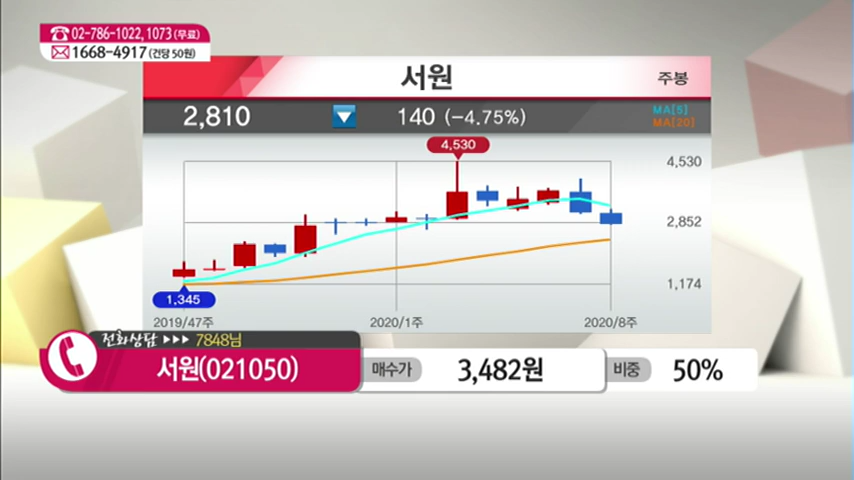 02-786-1022, 1073 (무료)
1668-4917 (건당 50원)
서원
주봉
2,810 ▼ 140 (-4.75%)
MA[5]
MA[20]
4,530
4,530
2,852
1,174
1,345
2019/47주 2020/1주 2020/8주
전화상담 ▶▶▶ 7848님
서원(021050) 매수가 3,482원 비중 50%